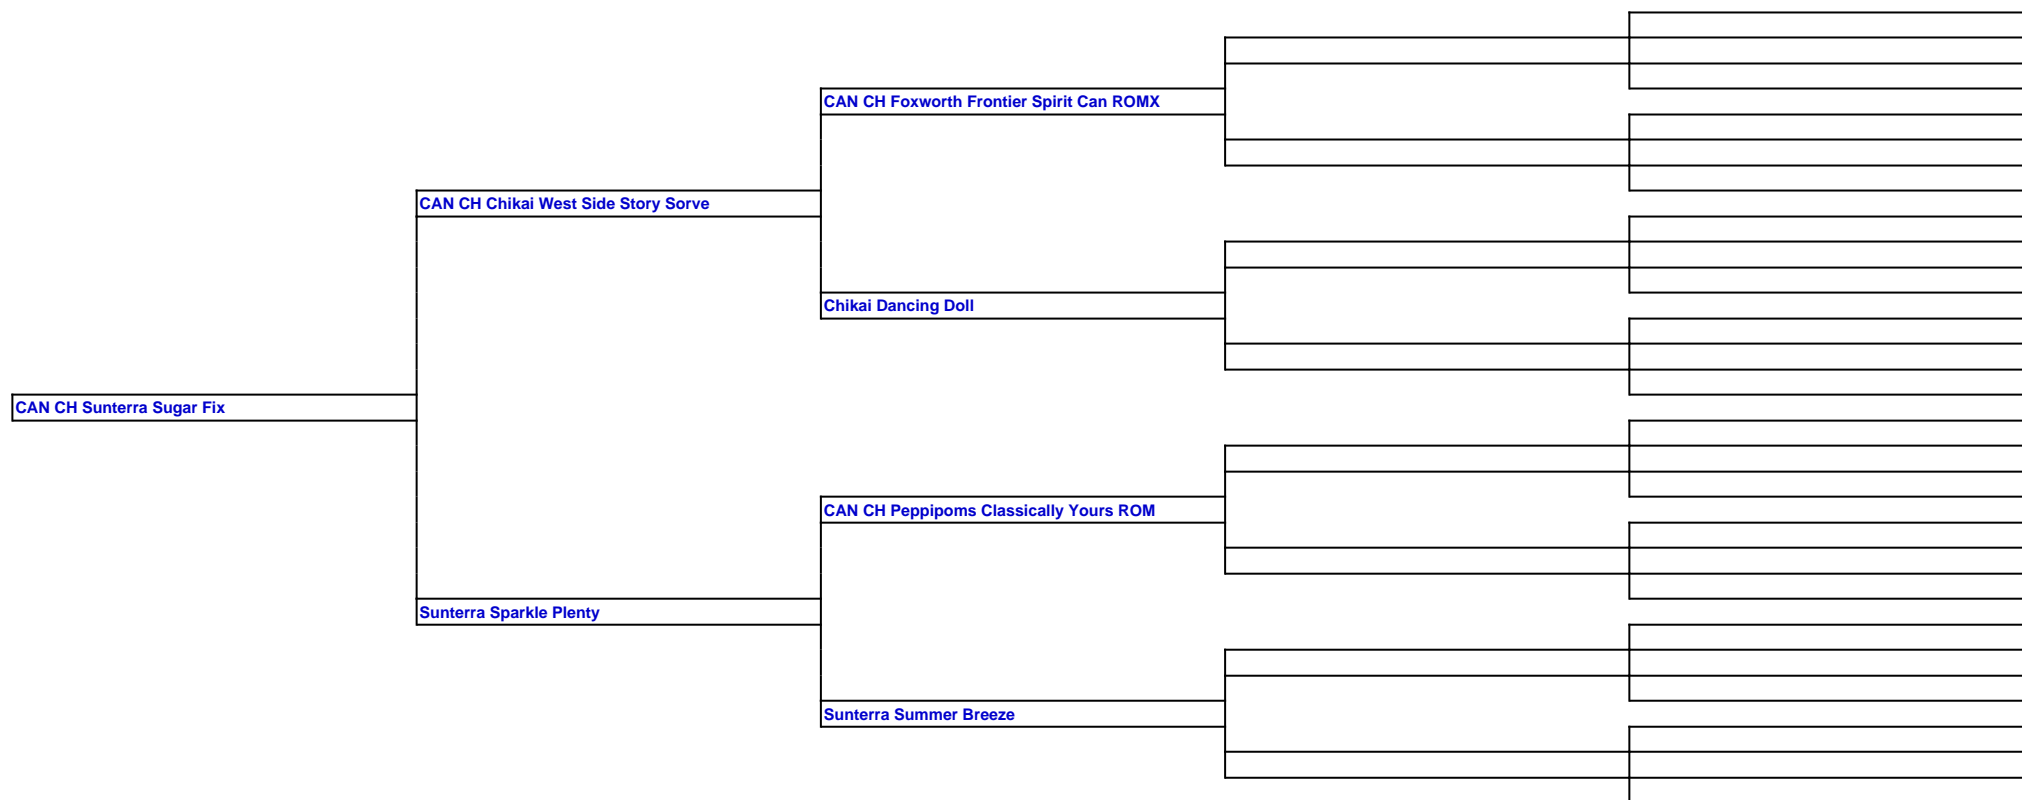 CAN CH Foxworth Frontier Spirit Can ROMX
CAN CH Chikai West Side Story Sorve
Chikai Dancing Doll
CAN CH Sunterra Sugar Fix
CAN CH Peppipoms Classically Yours ROM
Sunterra Sparkle Plenty
Sunterra Summer Breeze